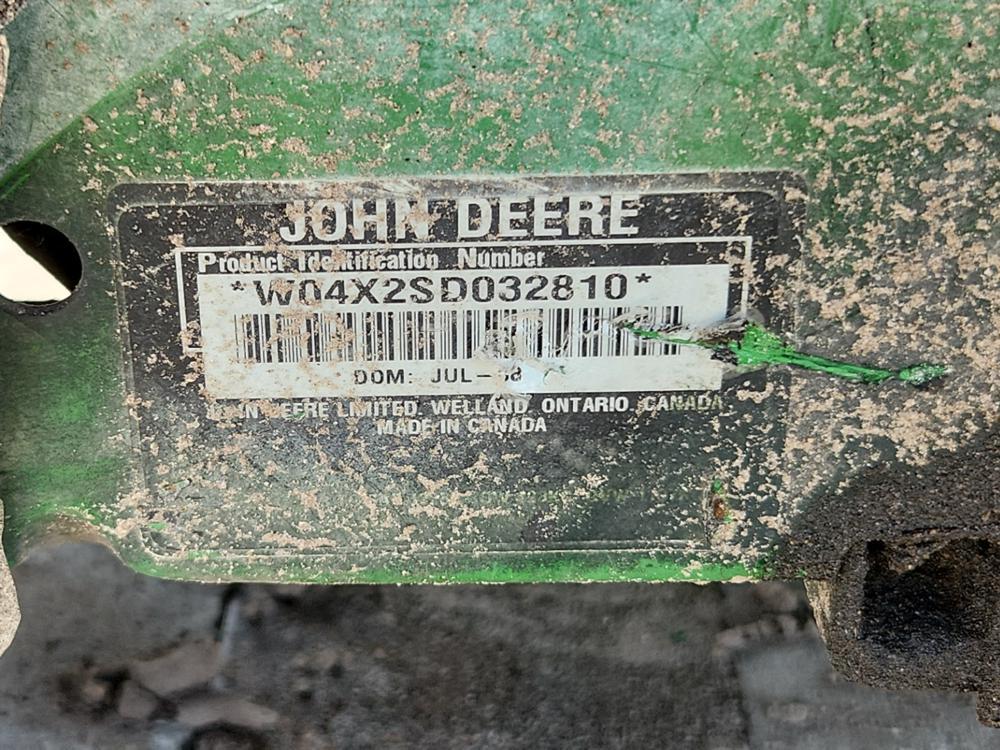 JOHN DEERE
Product Identification Number
*W04X2SD032810*
DOM: JUL-
DEERE LIMITED, WELLAND, ONTARIO, CANADA
MADE IN CANADA